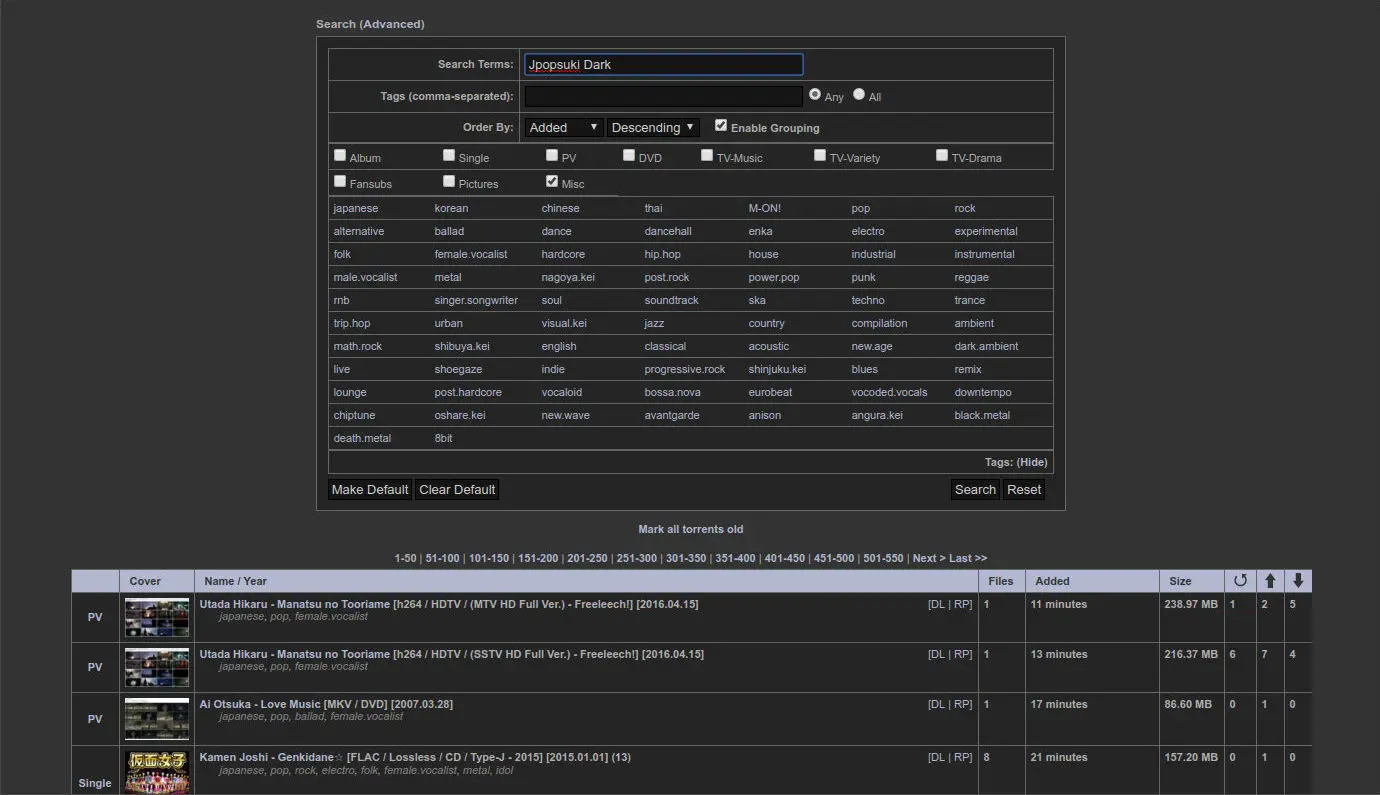 Search (Advanced)
Search Terms: Jpopsuki Dark
Tags (comma-separated): Any All
Order By: Added ▼ Descending ▼ Enable Grouping
Album Single PV DVD TV-Music TV-Variety TV-Drama
Fansubs Pictures Misc
japanese korean chinese thai M-ON! pop rock
alternative ballad dance dancehall enka electro experimental
folk female.vocalist hardcore hip.hop house industrial instrumental
male.vocalist metal nagoya.kei post.rock power.pop punk reggae
rnb singer.songwriter soul soundtrack ska techno trance
trip.hop urban visual.kei jazz country compilation ambient
math.rock shibuya.kei english classical acoustic new.age dark.ambient
live shoegaze indie progressive.rock shinjuku.kei blues remix
lounge post.hardcore vocaloid bossa.nova eurobeat vocoded.vocals downtempo
chiptune oshare.kei new.wave avantgarde anison angura.kei black.metal
death.metal 8bit
Tags: (Hide)
Make Default Clear Default Search Reset
Mark all torrents old
1-50 | 51-100 | 101-150 | 151-200 | 201-250 | 251-300 | 301-350 | 351-400 | 401-450 | 451-500 | 501-550 | Next > Last >>
Cover Name / Year Files Added Size
PV Utada Hikaru - Manatsu no Tooriame [h264 / HDTV / (MTV HD Full Ver.) - Freeleech!] [2016.04.15] [DL | RP] 1 11 minutes 238.97 MB 1 2 5
japanese, pop, female.vocalist
PV Utada Hikaru - Manatsu no Tooriame [h264 / HDTV / (SSTV HD Full Ver.) - Freeleech!] [2016.04.15] [DL | RP] 1 13 minutes 216.37 MB 6 7 4
japanese, pop, female.vocalist
PV Ai Otsuka - Love Music [MKV / DVD] [2007.03.28] [DL | RP] 1 17 minutes 86.60 MB 0 1 0
japanese, pop, ballad, female.vocalist
Single 仮面女子 Kamen Joshi - Genkidane☆ [FLAC / Lossless / CD / Type-J - 2015] [2015.01.01] (13) [DL | RP] 8 21 minutes 157.20 MB 0 1 0
japanese, pop, rock, electro, folk, female.vocalist, metal, idol